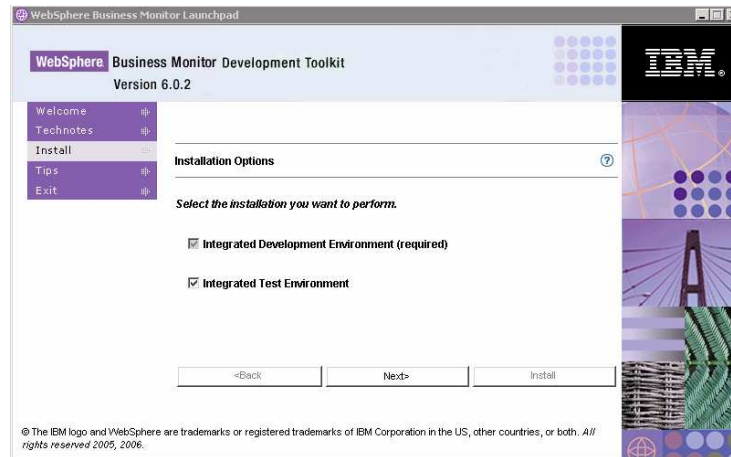 WebSphere Business Monitor Launchpad
IBM®
WebSphere. Business Monitor Development Toolkit
Version 6.0.2
Welcome
Technotes
Install
Tips
Exit
Installation Options
?
Select the installation you want to perform.
Integrated Development Environment (required)
Integrated Test Environment
<Back
Next>
Install
© The IBM logo and WebSphere are trademarks or registered trademarks of IBM Corporation in the US, other countries, or both. All
rights reserved 2005, 2006.